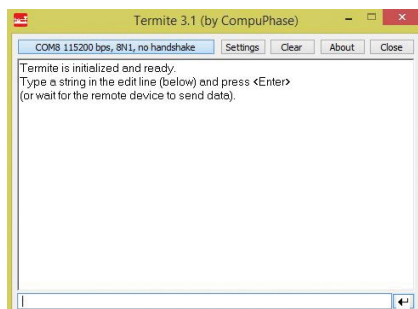 Termite 3.1 (by CompuPhase)
COM8 115200 bps, 8N1, no handshake Settings Clear About Close
Termite is initialized and ready.
Type a string in the edit line (below) and press <Enter>
(or wait for the remote device to send data).